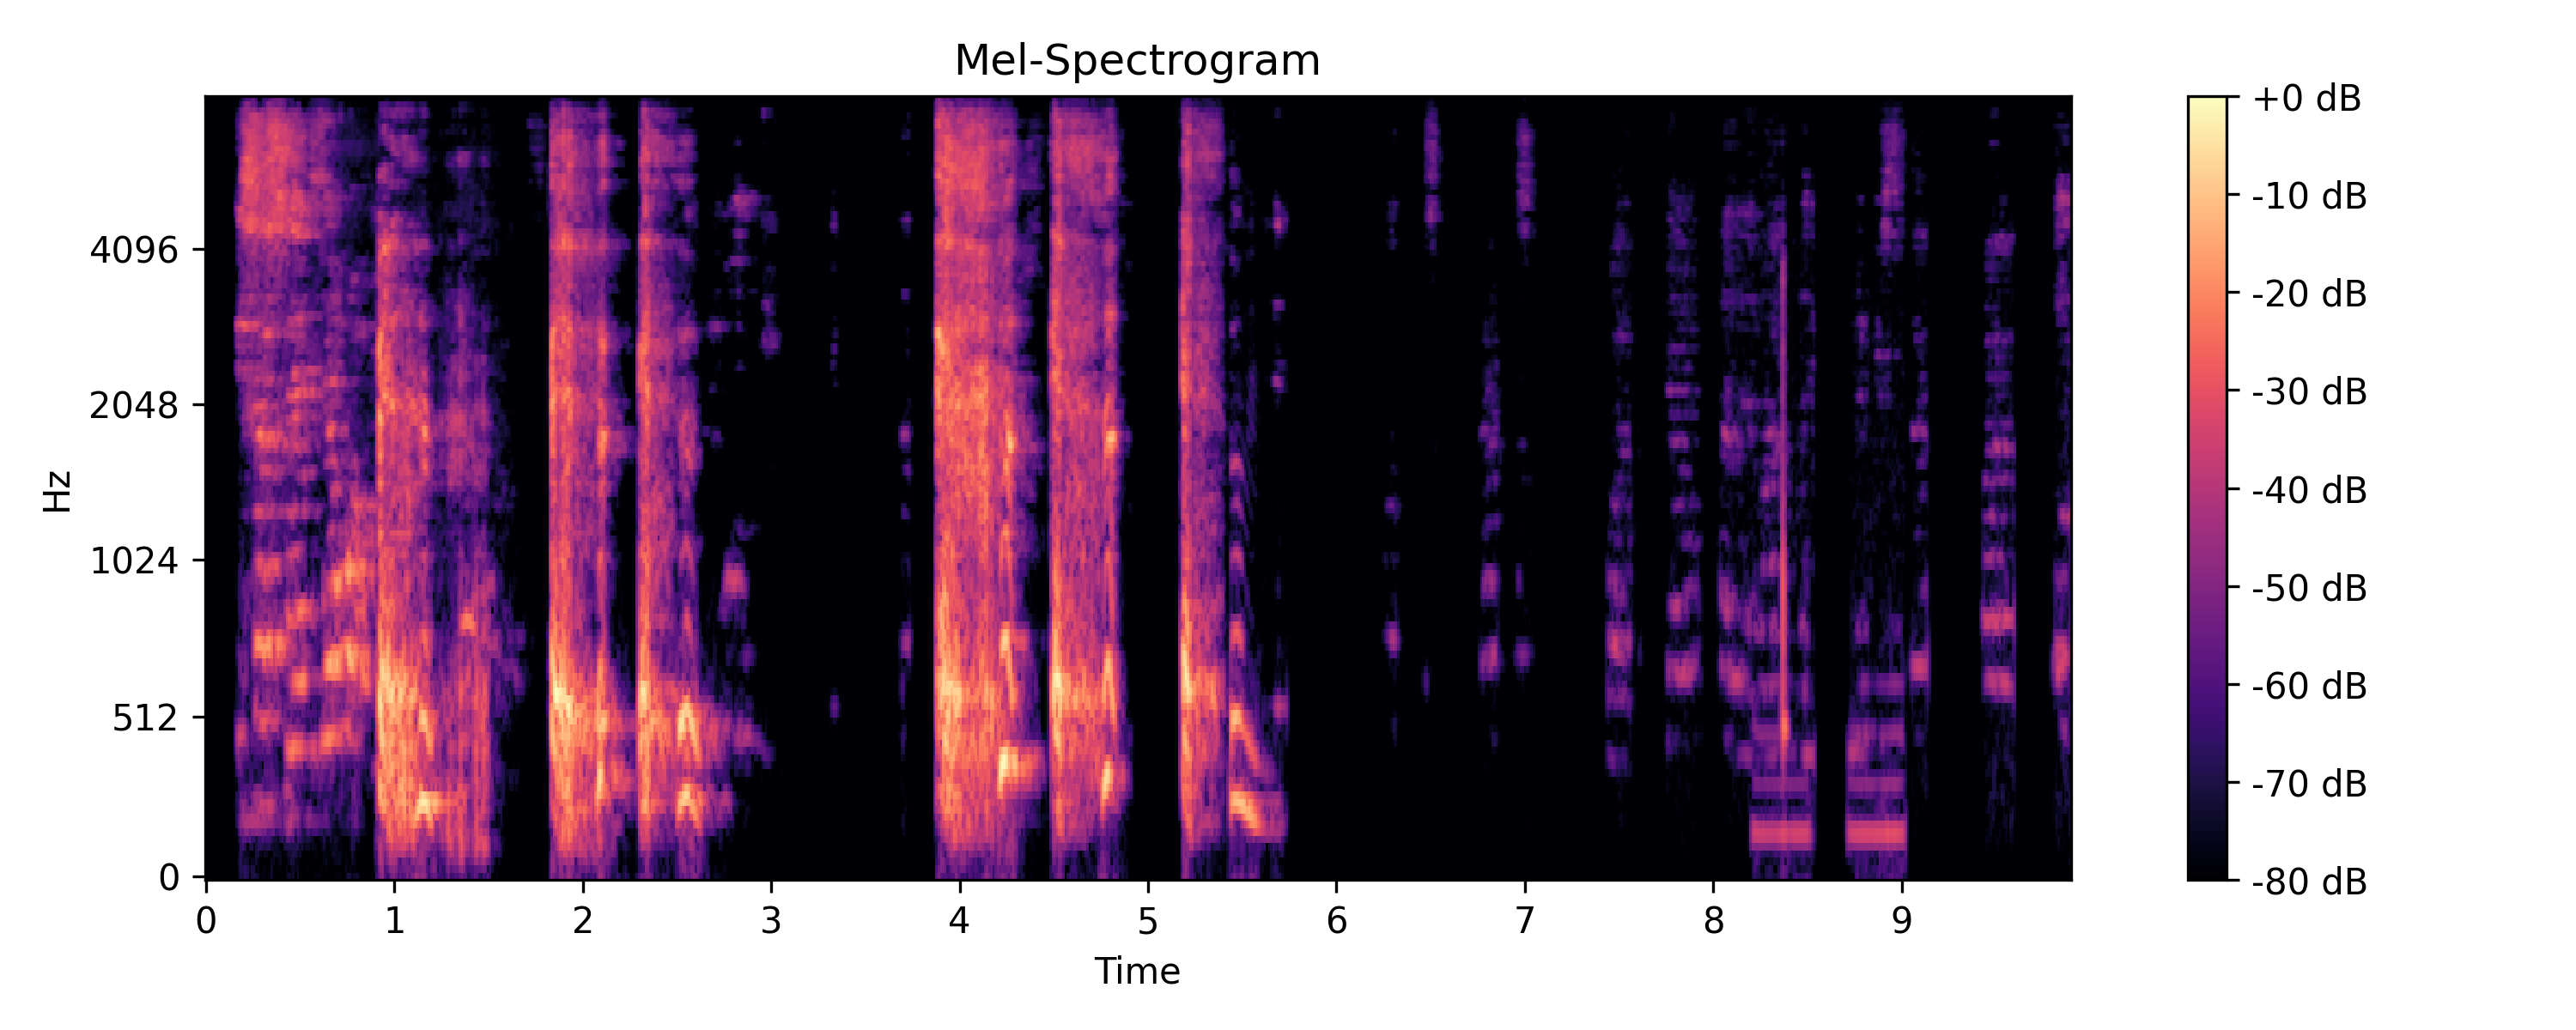 Mel-Spectrogram
+0 dB
-10 dB
-20 dB
-30 dB
-40 dB
-50 dB
-60 dB
-70 dB
-80 dB
4096
2048
1024
512
0
Hz
0 1 2 3 4 5 6 7 8 9
Time